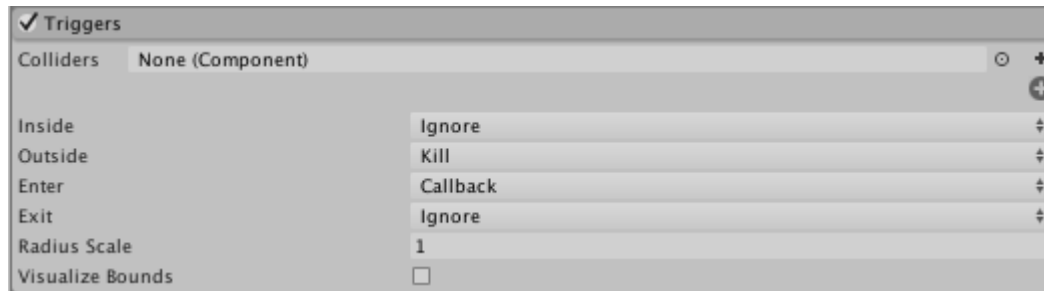 Triggers
Colliders None (Component)
Inside Ignore
Outside Kill
Enter Callback
Exit Ignore
Radius Scale 1
Visualize Bounds